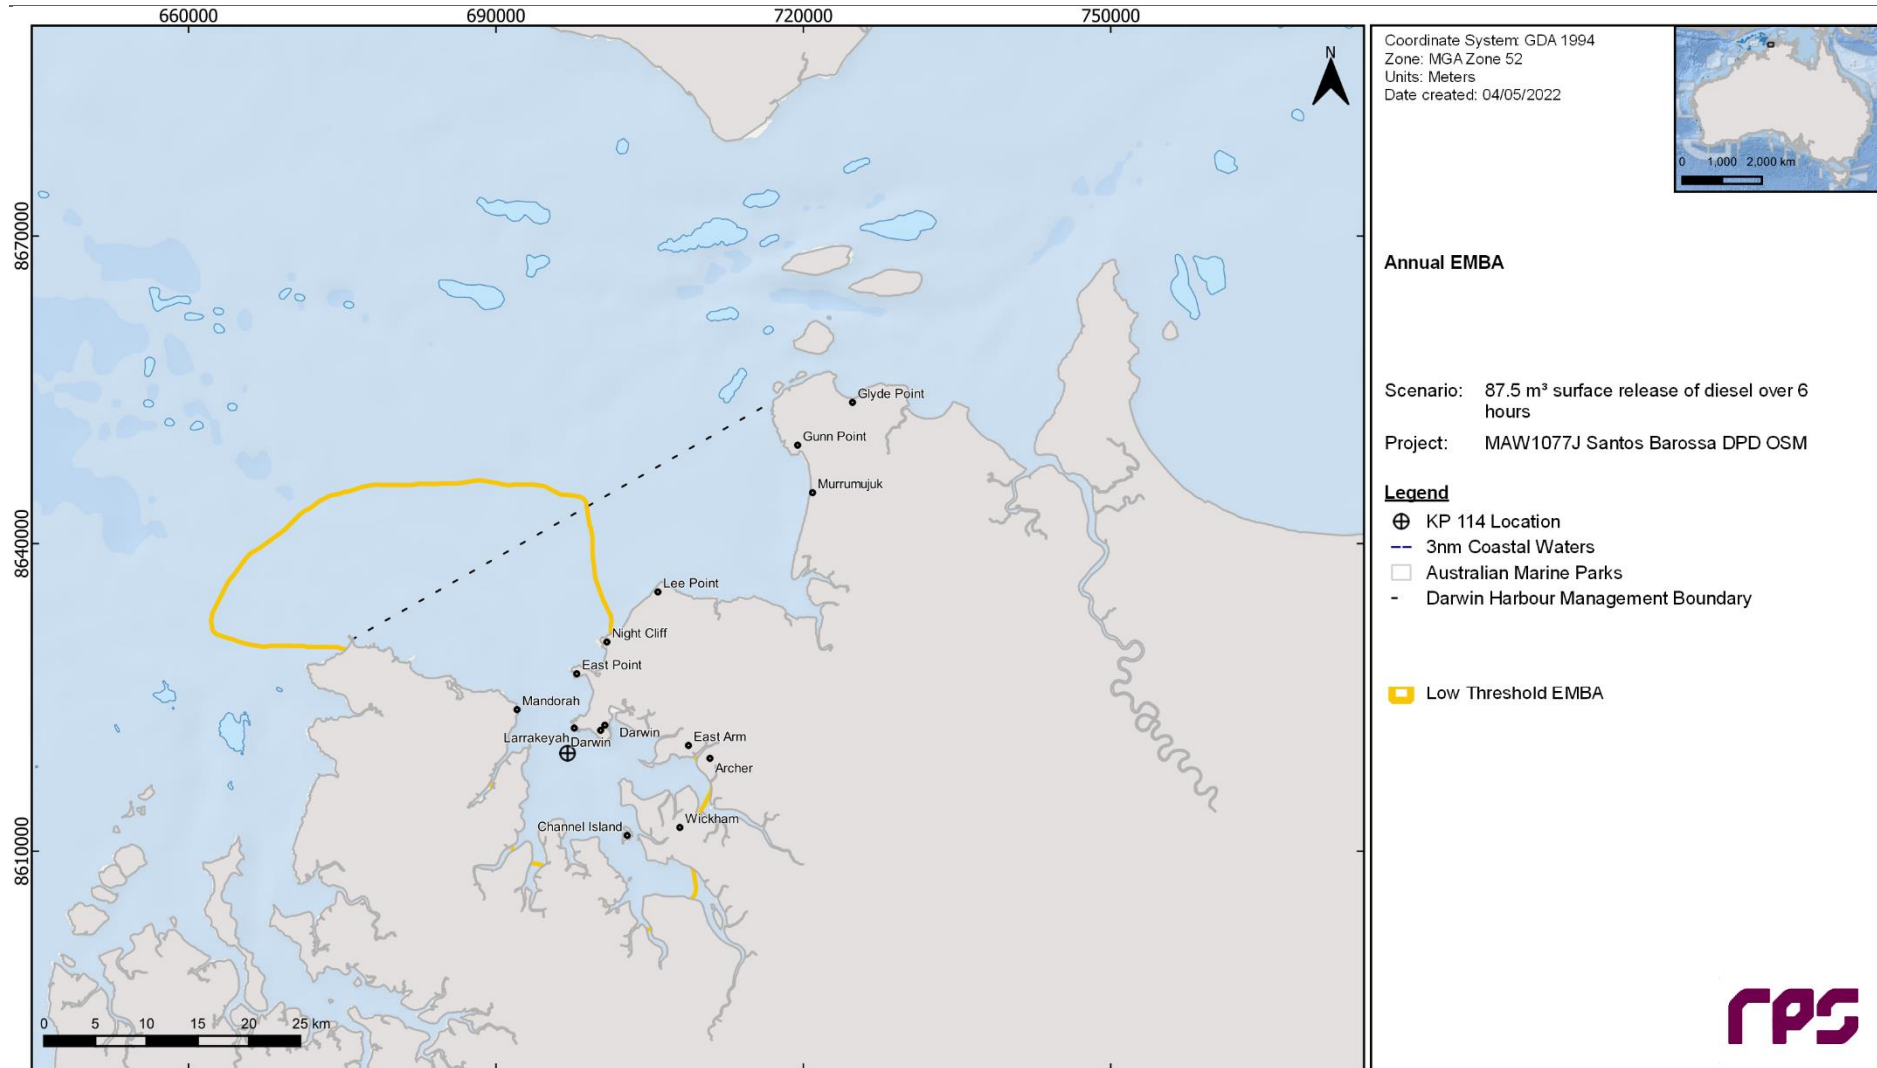 660000
690000
720000
750000
8670000
8640000
8610000
N
Glyde Point
Gunn Point
Murrumujuk
Lee Point
Night Cliff
East Point
Mandorah
Larrakeyah
Darwin
Darwin
East Arm
Archer
Channel Island
Wickham
0 5 10 15 20 25 km
Coordinate System: GDA 1994
Zone: MGA Zone 52
Units: Meters
Date created: 04/05/2022
0 1,000 2,000 km
Annual EMBA
Scenario: 87.5 m³ surface release of diesel over 6
hours
Project: MAW1077J Santos Barossa DPD OSM
Legend
KP 114 Location
3nm Coastal Waters
Australian Marine Parks
Darwin Harbour Management Boundary
Low Threshold EMBA
rps